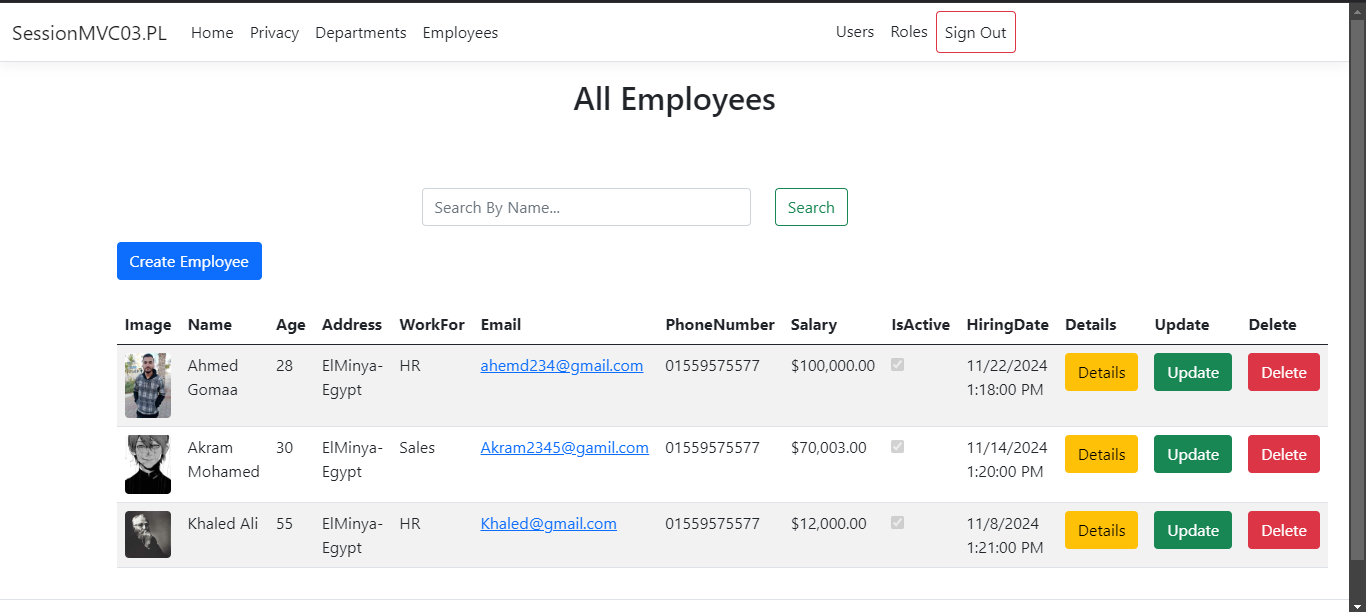 SessionMVC03.PL Home Privacy Departments Employees Users Roles Sign Out
All Employees
Search By Name... Search
Create Employee
Image Name Age Address WorkFor Email PhoneNumber Salary IsActive HiringDate Details Update Delete
Ahmed 28 ElMinya- HR ahemd234@gmail.com 01559575577 $100,000.00 11/22/2024 Details Update Delete
Gomaa Egypt 1:18:00 PM
Akram 30 ElMinya- Sales Akram2345@gamil.com 01559575577 $70,003.00 11/14/2024 Details Update Delete
Mohamed Egypt 1:20:00 PM
Khaled Ali 55 ElMinya- HR Khaled@gmail.com 01559575577 $12,000.00 11/8/2024 Details Update Delete
Egypt 1:21:00 PM